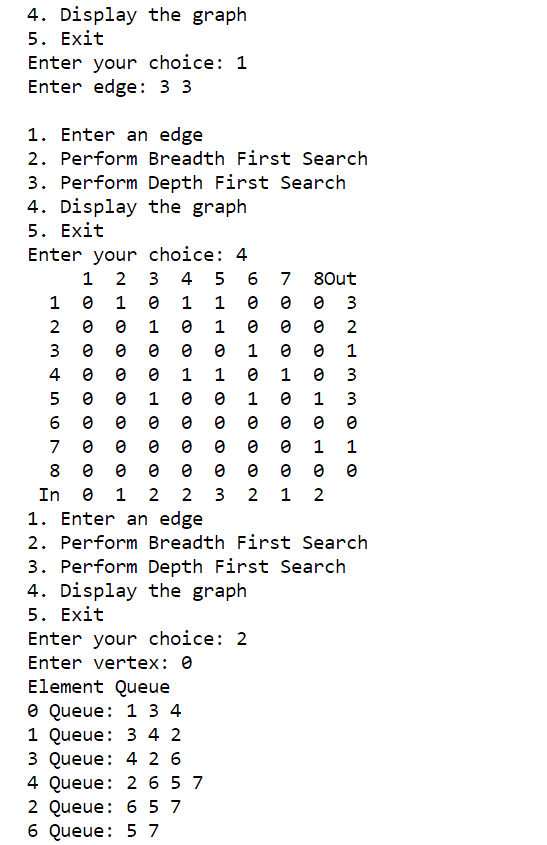 4. Display the graph
5. Exit
Enter your choice: 1
Enter edge: 3 3
1. Enter an edge
2. Perform Breadth First Search
3. Perform Depth First Search
4. Display the graph
5. Exit
Enter your choice: 4
1 2 3 4 5 6 7 8Out
1 0 1 0 1 1 0 0 0 3
2 0 0 1 0 1 0 0 0 2
3 0 0 0 0 0 1 0 0 1
4 0 0 0 1 1 0 1 0 3
5 0 0 1 0 0 1 0 1 3
6 0 0 0 0 0 0 0 0 0
7 0 0 0 0 0 0 0 1 1
8 0 0 0 0 0 0 0 0 0
In 0 1 2 2 3 2 1 2
1. Enter an edge
2. Perform Breadth First Search
3. Perform Depth First Search
4. Display the graph
5. Exit
Enter your choice: 2
Enter vertex: 0
Element Queue
0 Queue: 1 3 4
1 Queue: 3 4 2
3 Queue: 4 2 6
4 Queue: 2 6 5 7
2 Queue: 6 5 7
6 Queue: 5 7